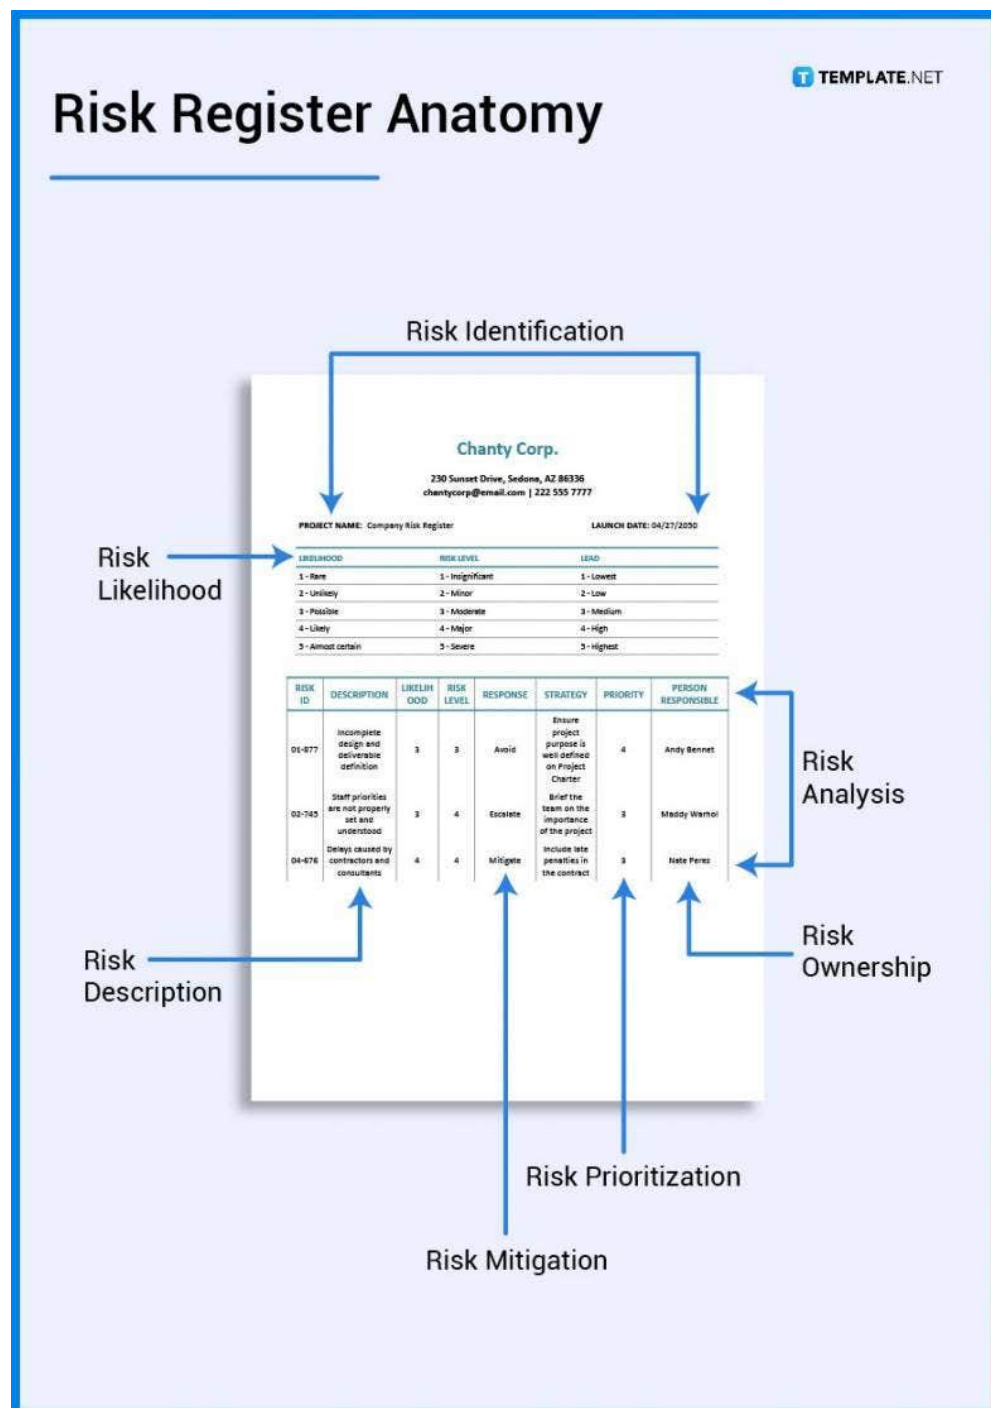 TEMPLATE.NET
Risk Register Anatomy
Risk Identification
Chanty Corp.
230 Sunset Drive, Sedona, AZ 86336
chantycorp@email.com | 222 555 7777
PROJECT NAME: Company Risk Register
LAUNCH DATE: 04/27/2050
Risk
Likelihood
LIKELIHOOD RISK LEVEL LEAD
1 - Rare 1 - Insignificant 1 - Lowest
2 - Unlikely 2 - Minor 2 - Low
3 - Possible 3 - Moderate 3 - Medium
4 - Likely 4 - Major 4 - High
5 - Almost certain 5 - Severe 5 - Highest
RISK
ID
DESCRIPTION
LIKELIH
OOD
RISK
LEVEL
RESPONSE
STRATEGY
PRIORITY
PERSON
RESPONSIBLE
01-877
Incomplete
design and
deliverable
definition
3
3
Avoid
Ensure
project
purpose is
well defined
on Project
Charter
4
Andy Bennet
02-745
Staff priorities
are not properly
set and
understood
3
4
Escalate
Brief the
team on the
importance
of the project
3
Maddy Warhol
04-676
Delays caused by
contractors and
consultants
4
4
Mitigate
Include late
penalties in
the contract
3
Nate Perez
Risk
Analysis
Risk
Ownership
Risk
Description
Risk Prioritization
Risk Mitigation